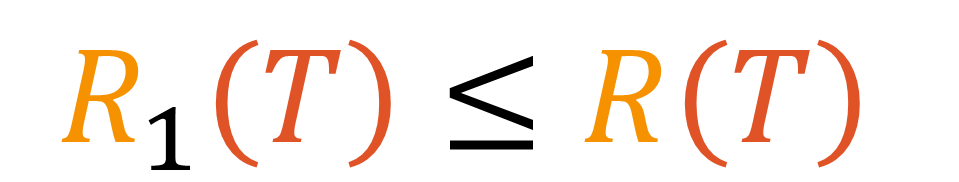 R₁(T) ≤ R(T)